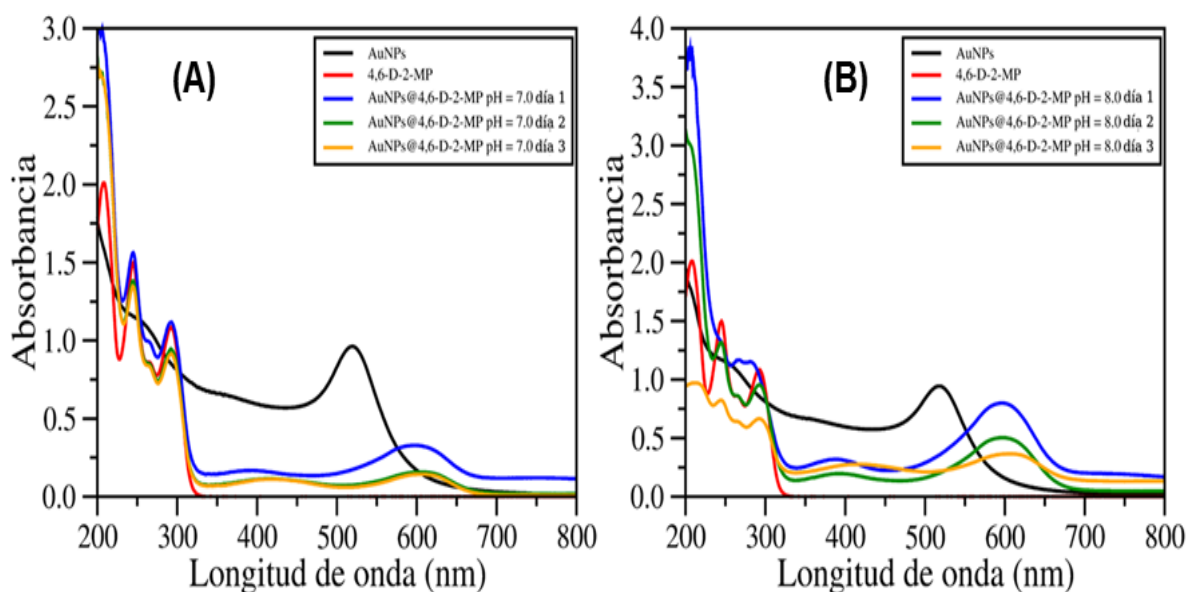 (A)
AuNPs
4,6-D-2-MP
AuNPs@4,6-D-2-MP pH = 7.0 día 1
AuNPs@4,6-D-2-MP pH = 7.0 día 2
AuNPs@4,6-D-2-MP pH = 7.0 día 3
Absorbancia
3.0
2.5
2.0
1.5
1.0
0.5
0.0
200 300 400 500 600 700 800
Longitud de onda (nm)
(B)
AuNPs
4,6-D-2-MP
AuNPs@4,6-D-2-MP pH = 8.0 día 1
AuNPs@4,6-D-2-MP pH = 8.0 día 2
AuNPs@4,6-D-2-MP pH = 8.0 día 3
Absorbancia
4.0
3.5
3.0
2.5
2.0
1.5
1.0
0.5
0.0
200 300 400 500 600 700 800
Longitud de onda (nm)